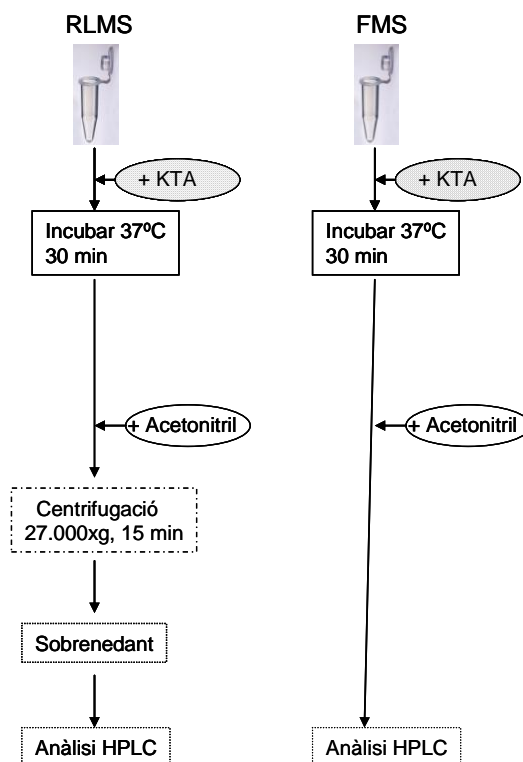 RLMS
+ KTA
Incubar 37ºC
30 min
+ Acetonitril
Centrifugació
27.000xg, 15 min
Sobrenedant
Anàlisi HPLC
FMS
+ KTA
Incubar 37ºC
30 min
+ Acetonitril
Anàlisi HPLC